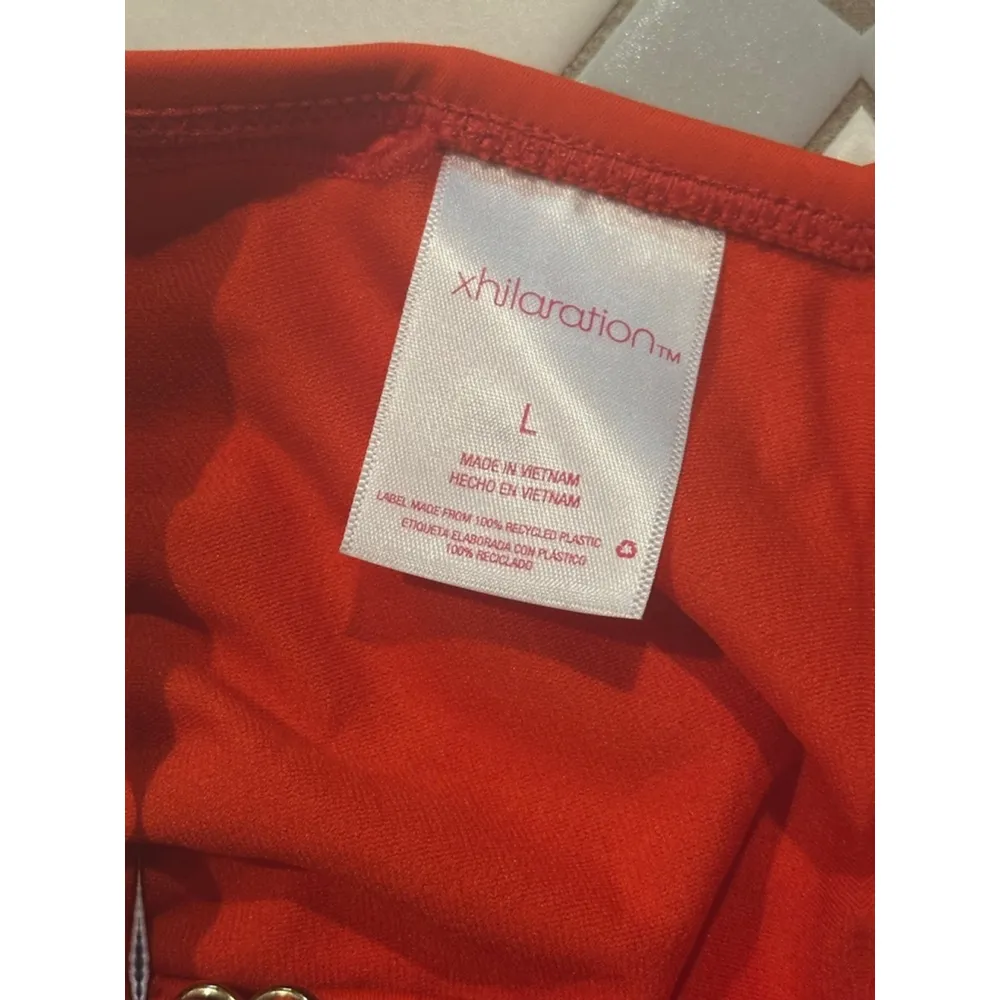 xhilaration™
L
MADE IN VIETNAM
HECHO EN VIETNAM
LABEL MADE FROM 100% RECYCLED PLASTIC
ETIQUETA ELABORADA CON PLÁSTICO
100% RECICLADO